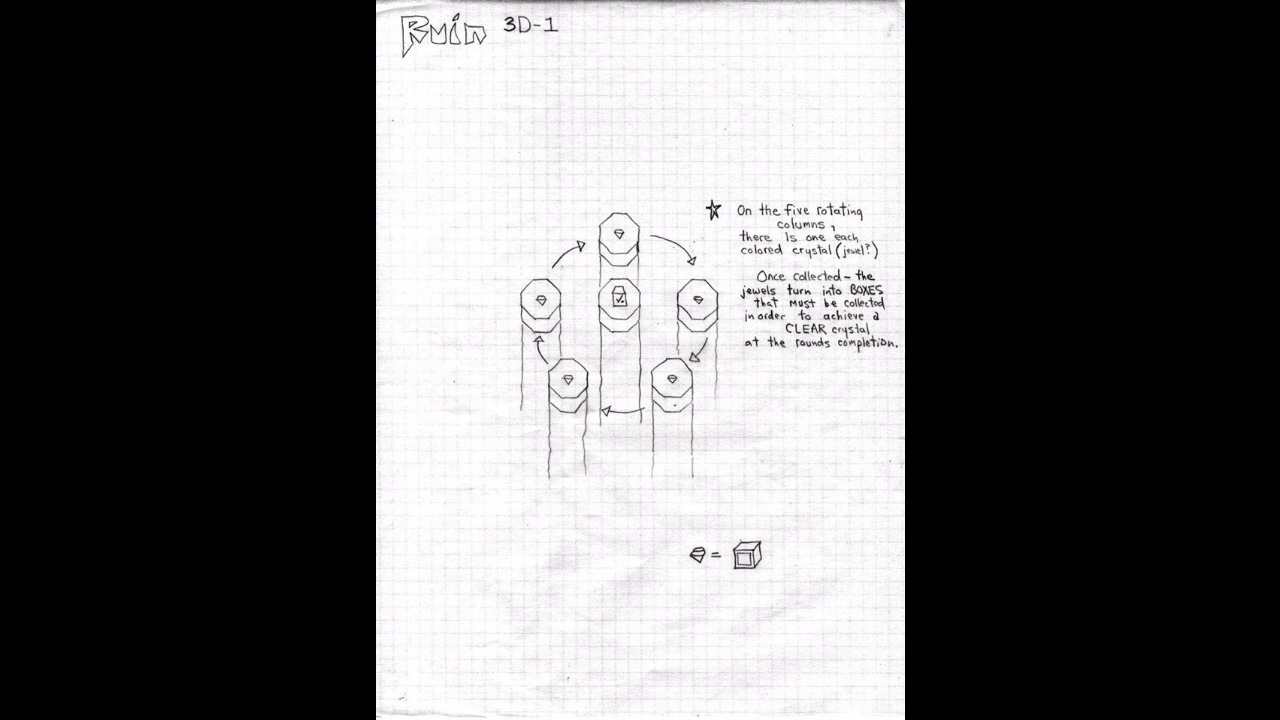 Ruin 3D-1
☆ On the five rotating
columns,
there is one each
colored crystal (jewel?)
Once collected - the
jewels turn into BOXES
that must be collected
in order to achieve a
CLEAR crystal
at the rounds completion.
=